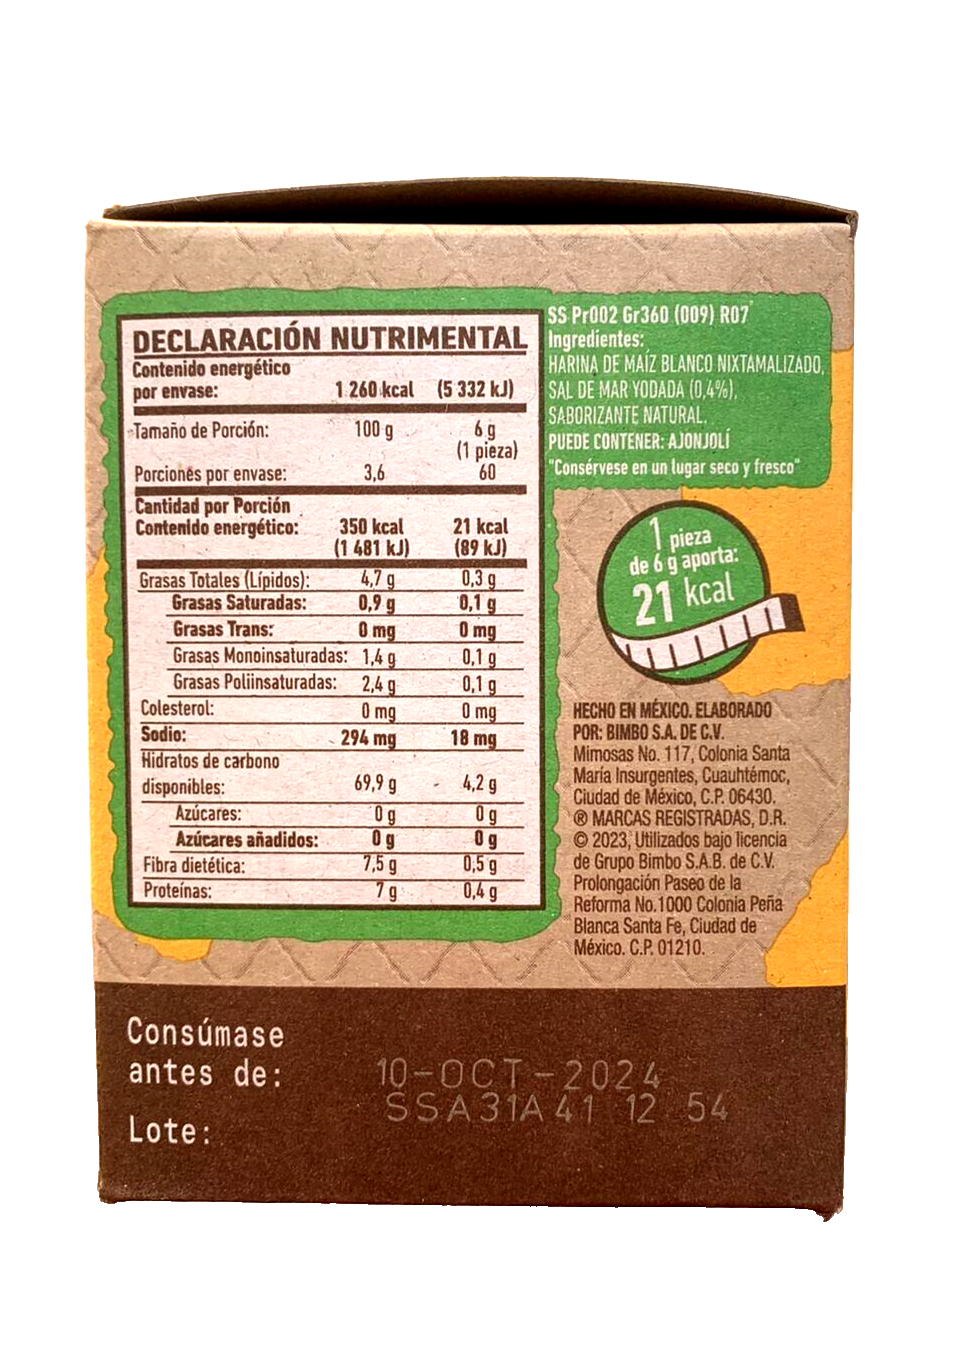 DECLARACIÓN NUTRIMENTAL
Contenido energético
por envase: 1 260 kcal (5 332 kJ)
Tamaño de Porción: 100 g 6 g
(1 pieza)
Porciones por envase: 3,6 60
Cantidad por Porción
Contenido energético: 350 kcal 21 kcal
(1 481 kJ) (89 kJ)
Grasas Totales (Lípidos): 4,7 g 0,3 g
Grasas Saturadas: 0,9 g 0,1 g
Grasas Trans: 0 mg 0 mg
Grasas Monoinsaturadas: 1,4 g 0,1 g
Grasas Poliinsaturadas: 2,4 g 0,1 g
Colesterol: 0 mg 0 mg
Sodio: 294 mg 18 mg
Hidratos de carbono
disponibles: 69,9 g 4,2 g
Azúcares: 0 g 0 g
Azúcares añadidos: 0 g 0 g
Fibra dietética: 7,5 g 0,5 g
Proteínas: 7 g 0,4 g
SS Pr002 Gr360 (009) R07
Ingredientes:
HARINA DE MAÍZ BLANCO NIXTAMALIZADO,
SAL DE MAR YODADA (0,4%),
SABORIZANTE NATURAL.
PUEDE CONTENER: AJONJOLÍ
"Consérvese en un lugar seco y fresco"
1 pieza
de 6 g aporta:
21 kcal
HECHO EN MÉXICO. ELABORADO
POR: BIMBO S.A. DE C.V.
Mimosas No. 117, Colonia Santa
María Insurgentes, Cuauhtémoc,
Ciudad de México, C.P. 06430.
® MARCAS REGISTRADAS, D.R.
© 2023, Utilizados bajo licencia
de Grupo Bimbo S.A.B. de C.V.
Prolongación Paseo de la
Reforma No.1000 Colonia Peña
Blanca Santa Fe, Ciudad de
México. C.P. 01210.
Consúmase
antes de: 10-OCT-2024
Lote: SSA31A41 12 54